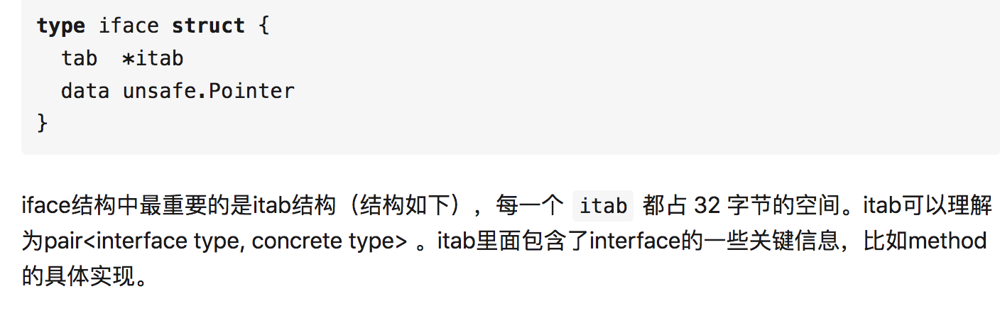 type iface struct {
  tab  *itab
  data unsafe.Pointer
}
iface结构中最重要的是itab结构（结构如下），每一个 itab 都占 32 字节的空间。itab可以理解
为pair<interface type, concrete type> 。itab里面包含了interface的一些关键信息，比如method
的具体实现。